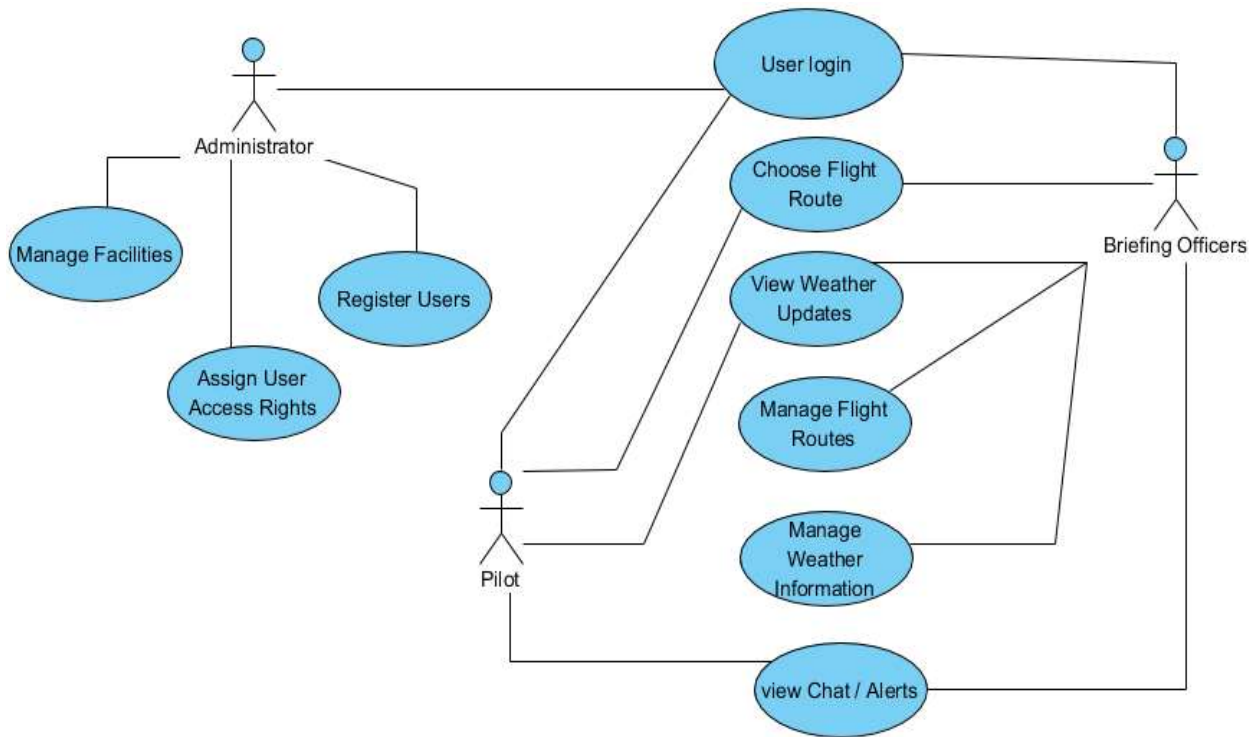 User login
Administrator
Choose Flight
Route
Briefing Officers
Manage Facilities
Register Users
View Weather
Updates
Assign User
Access Rights
Manage Flight
Routes
Manage
Weather
Information
Pilot
view Chat / Alerts